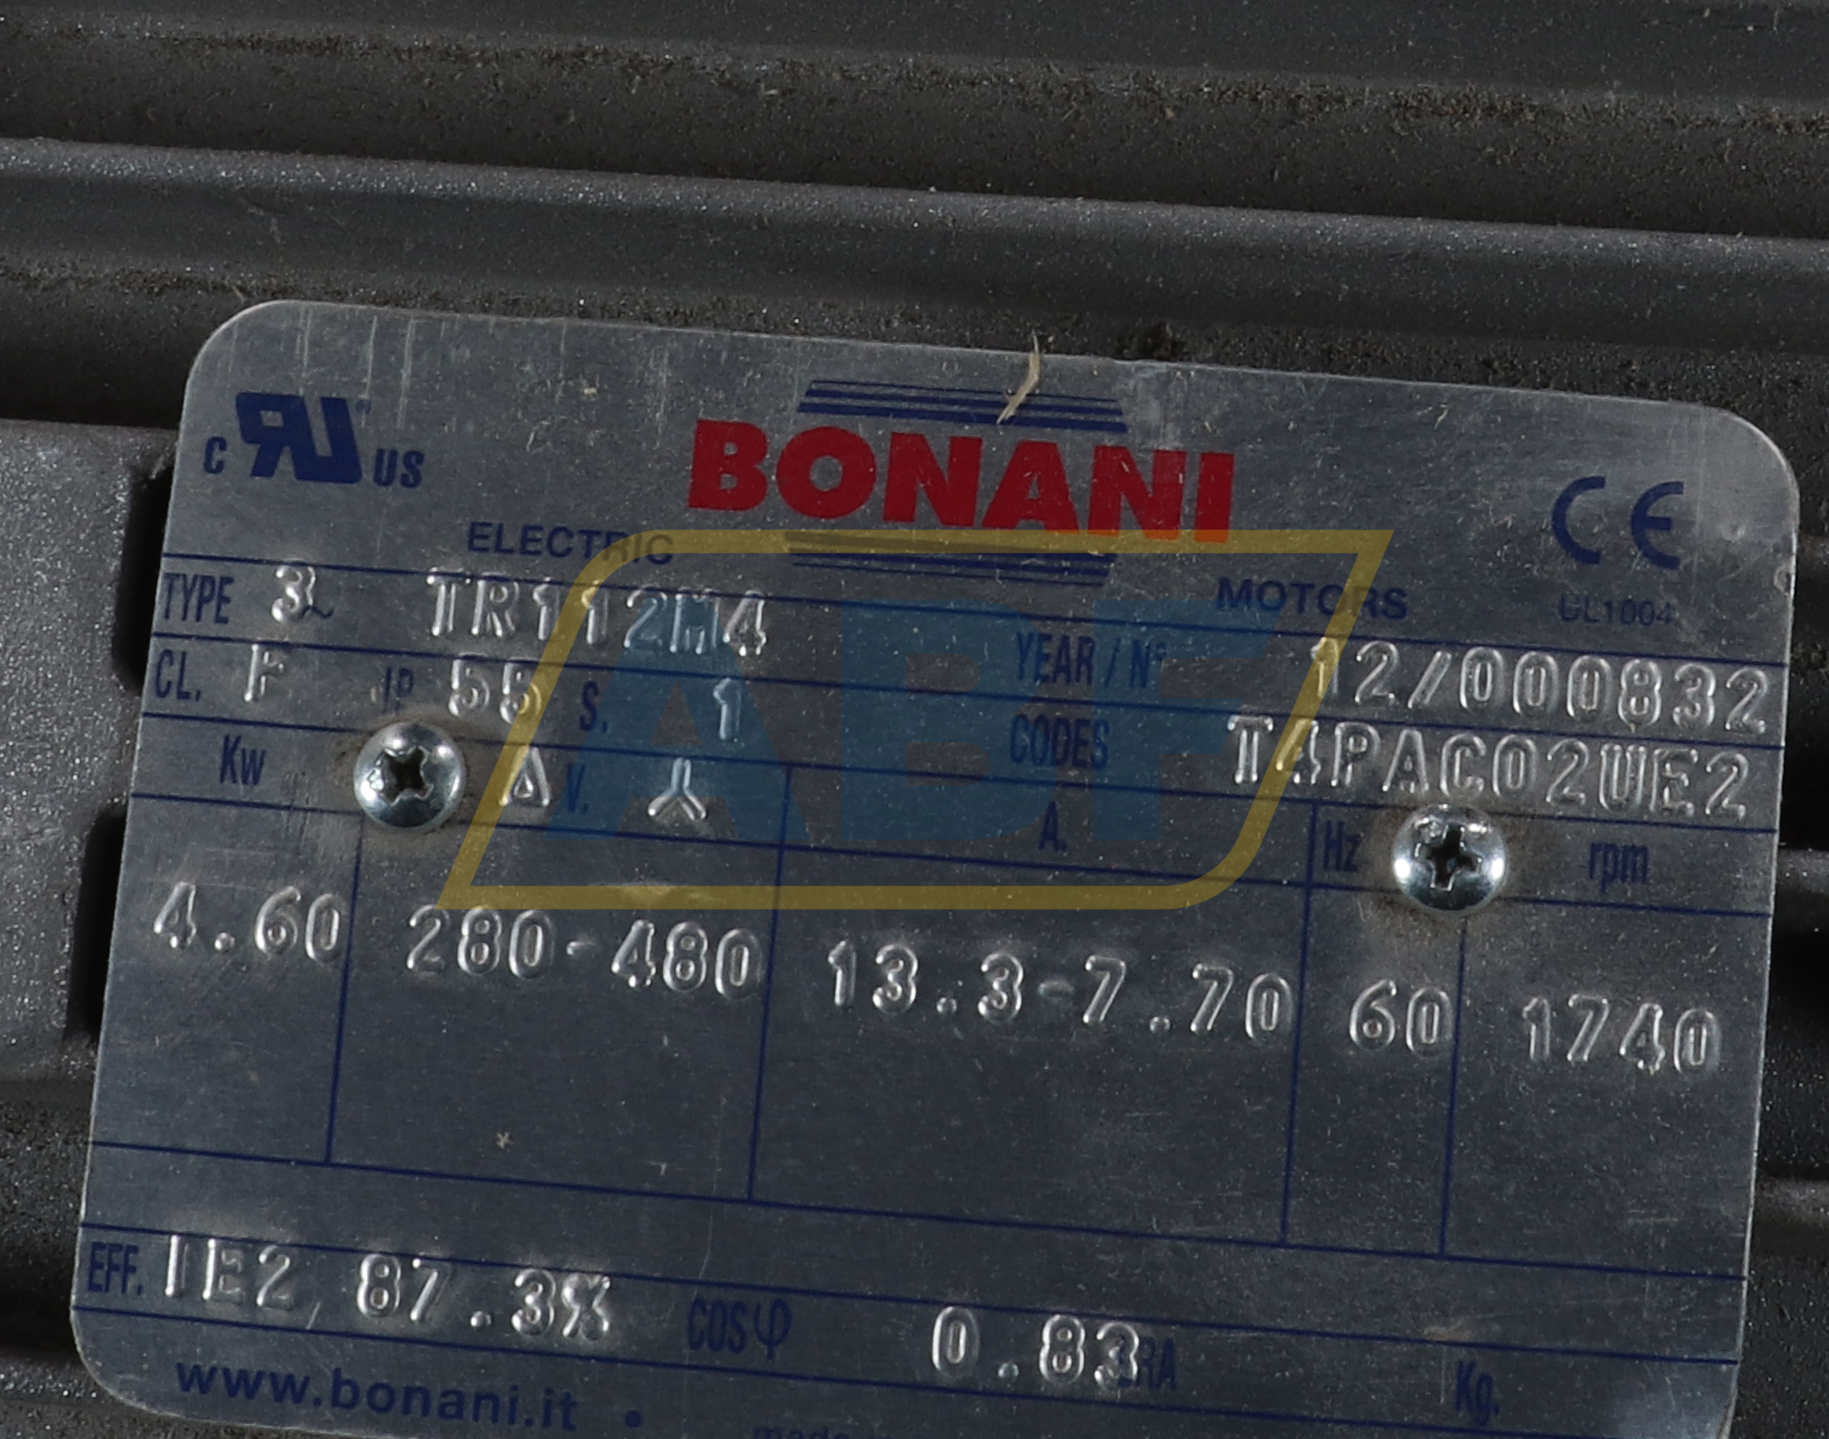 c RU ® US
BONANI
CE
ELECTRIC MOTORS
TYPE 3~ TR112M4 YEAR / N° 12/000832
CL. F IP 55 S. 1 CODES T4PAC02UE2
Kw Δ V. A. Hz rpm
4.60 280-480 13.3-7.70 60 1740
EFF. IE2 87.3% COSφ 0.83 Kg.
www.bonani.it •
ABF